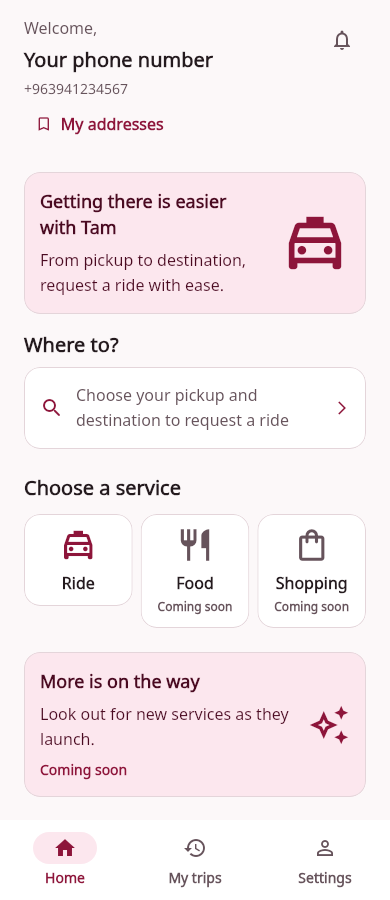 Welcome,
Your phone number
+963941234567
My addresses
Getting there is easier
with Tam
From pickup to destination,
request a ride with ease.
Where to?
Choose your pickup and
destination to request a ride
Choose a service
Ride
Food
Coming soon
Shopping
Coming soon
More is on the way
Look out for new services as they
launch.
Coming soon
Home
My trips
Settings